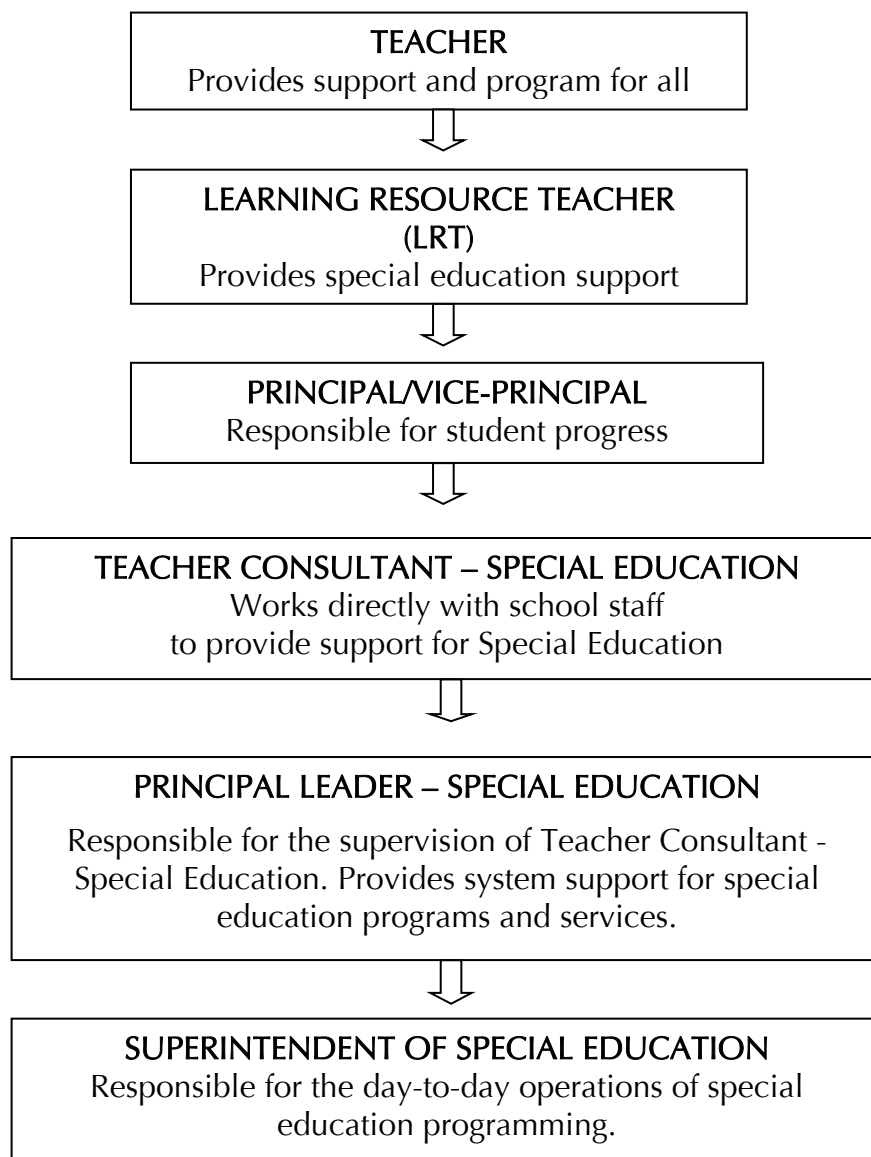 TEACHER
Provides support and program for all
LEARNING RESOURCE TEACHER
(LRT)
Provides special education support
PRINCIPAL/VICE-PRINCIPAL
Responsible for student progress
TEACHER CONSULTANT – SPECIAL EDUCATION
Works directly with school staff
to provide support for Special Education
PRINCIPAL LEADER – SPECIAL EDUCATION
Responsible for the supervision of Teacher Consultant -
Special Education. Provides system support for special
education programs and services.
SUPERINTENDENT OF SPECIAL EDUCATION
Responsible for the day-to-day operations of special
education programming.